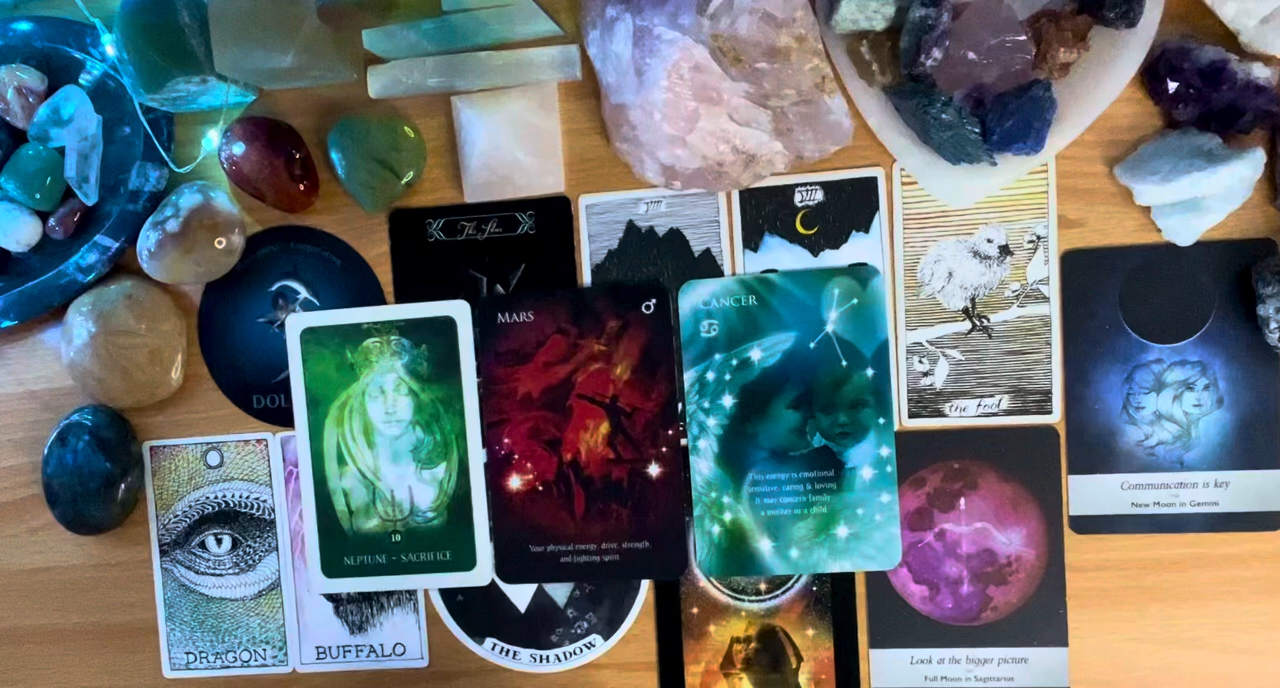 VIII
VIII
MARS
CANCER
This energy is emotional,
sensitive, caring & loving
It may concern family,
a mother or a child
the fool
DOL
10
NEPTUNE - SACRIFICE
Your physical energy, drive, strength,
and fighting spirit
Communication is key
New Moon in Gemini
DRAGON
BUFFALO
THE SHADOW
Look at the bigger picture
Full Moon in Sagittarius